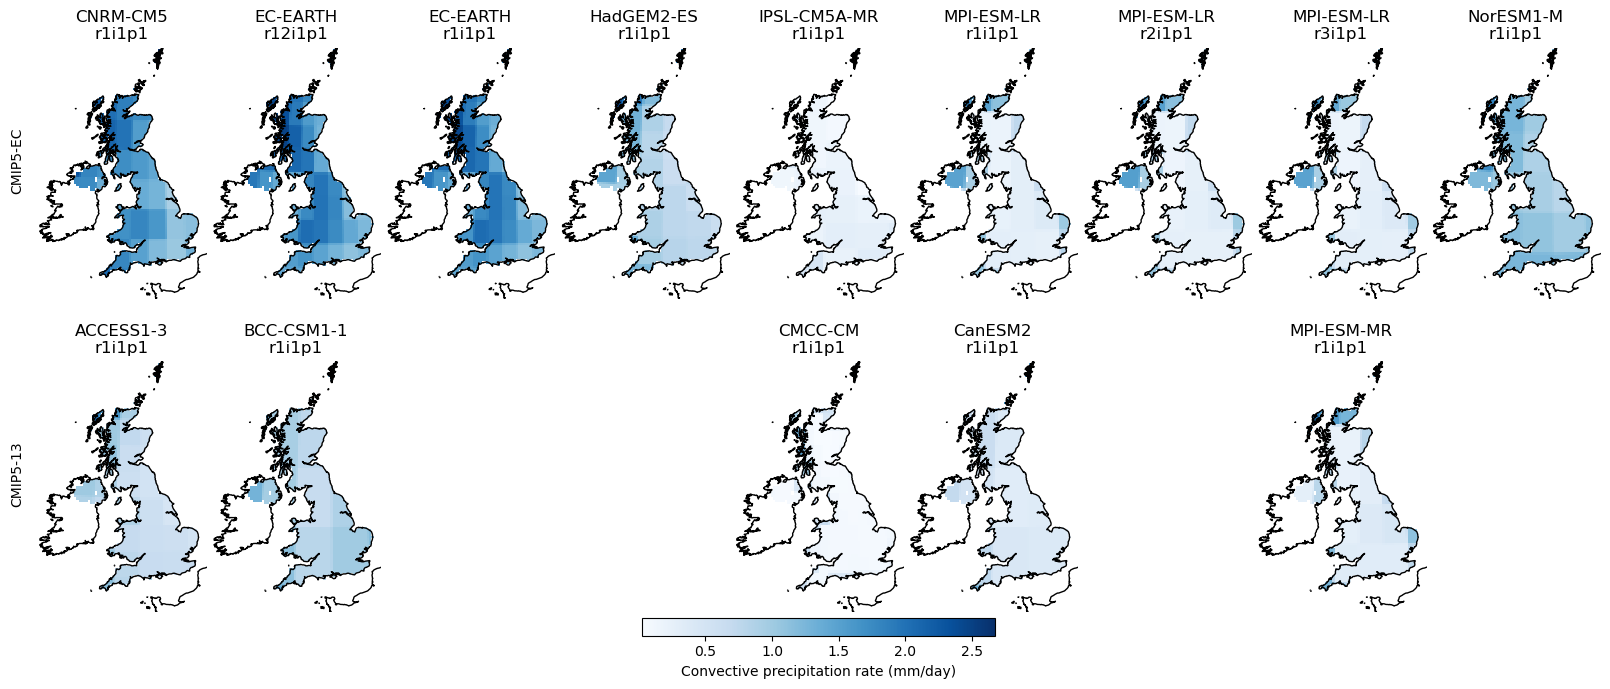 CNRM-CM5
r1i1p1
EC-EARTH
r12i1p1
EC-EARTH
r1i1p1
HadGEM2-ES
r1i1p1
IPSL-CM5A-MR
r1i1p1
MPI-ESM-LR
r1i1p1
MPI-ESM-LR
r2i1p1
MPI-ESM-LR
r3i1p1
NorESM1-M
r1i1p1
CMIP5-EC
ACCESS1-3
r1i1p1
BCC-CSM1-1
r1i1p1
CMCC-CM
r1i1p1
CanESM2
r1i1p1
MPI-ESM-MR
r1i1p1
CMIP5-13
0.5 1.0 1.5 2.0 2.5
Convective precipitation rate (mm/day)